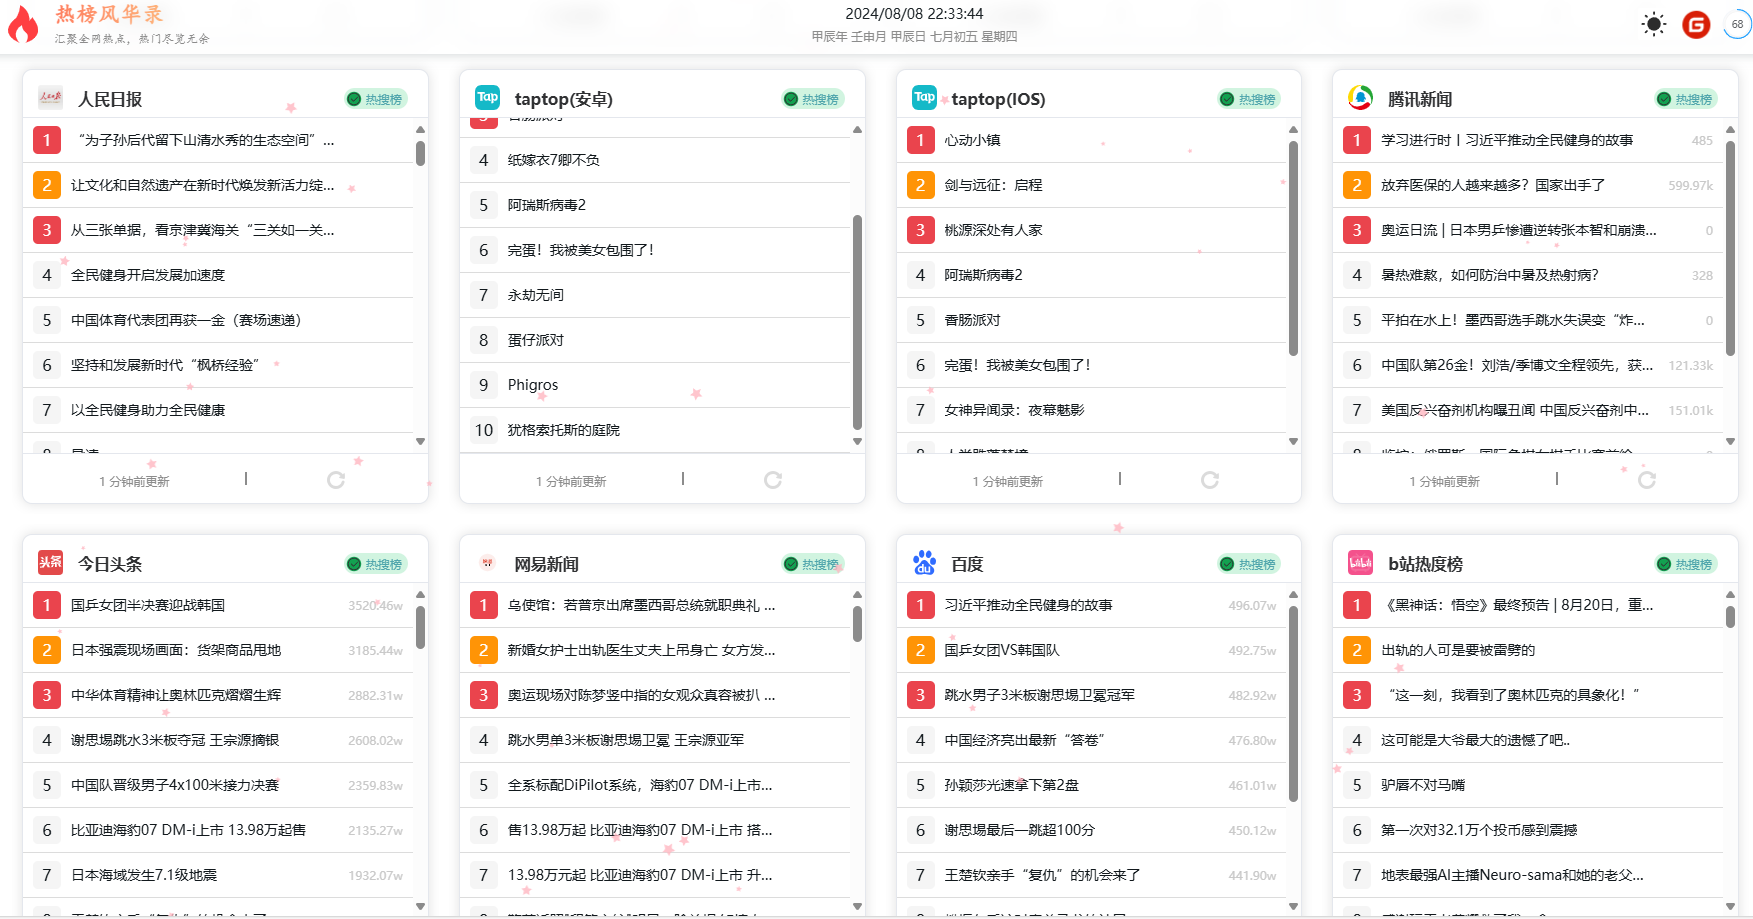 热榜风华录
汇聚全网热点，热门尽览无余
2024/08/08 22:33:44
甲辰年 壬申月 甲辰日 七月初五 星期四
68
人民日报
热搜榜
1 “为子孙后代留下山清水秀的生态空间”...
2 让文化和自然遗产在新时代焕发新活力绽...
3 从三张单据，看京津冀海关“三关如一关...
4 全民健身开启发展加速度
5 中国体育代表团再获一金（赛场速递）
6 坚持和发展新时代“枫桥经验”
7 以全民健身助力全民健康
1 分钟前更新
taptop(安卓)
热搜榜
3 香肠派对
4 纸嫁衣7卿不负
5 阿瑞斯病毒2
6 完蛋！我被美女包围了！
7 永劫无间
8 蛋仔派对
9 Phigros
10 犹格索托斯的庭院
1 分钟前更新
taptop(IOS)
热搜榜
1 心动小镇
2 剑与远征：启程
3 桃源深处有人家
4 阿瑞斯病毒2
5 香肠派对
6 完蛋！我被美女包围了！
7 女神异闻录：夜幕魅影
1 分钟前更新
腾讯新闻
热搜榜
1 学习进行时丨习近平推动全民健身的故事 485
2 放弃医保的人越来越多？国家出手了 599.97k
3 奥运日流 | 日本男乒惨遭逆转张本智和崩溃... 0
4 暑热难熬，如何防治中暑及热射病？ 328
5 平拍在水上！墨西哥选手跳水失误变“炸... 0
6 中国队第26金！刘浩/季博文全程领先，获... 121.33k
7 美国反兴奋剂机构曝丑闻 中国反兴奋剂中... 151.01k
1 分钟前更新
今日头条
热搜榜
1 国乒女团半决赛迎战韩国 3520.46w
2 日本强震现场画面：货架商品甩地 3185.44w
3 中华体育精神让奥林匹克熠熠生辉 2882.31w
4 谢思埸跳水3米板夺冠 王宗源摘银 2608.02w
5 中国队晋级男子4x100米接力决赛 2359.83w
6 比亚迪海豹07 DM-i上市 13.98万起售 2135.27w
7 日本海域发生7.1级地震 1932.07w
网易新闻
热搜榜
1 乌使馆：若普京出席墨西哥总统就职典礼 ...
2 新婚女护士出轨医生丈夫上吊身亡 女方发...
3 奥运现场对陈梦竖中指的女观众真容被扒 ...
4 跳水男单3米板谢思埸卫冕 王宗源亚军
5 全系标配DiPilot系统，海豹07 DM-i上市...
6 售13.98万起 比亚迪海豹07 DM-i上市 搭...
7 13.98万元起 比亚迪海豹07 DM-i上市 升...
百度
热搜榜
1 习近平推动全民健身的故事 496.07w
2 国乒女团VS韩国队 492.75w
3 跳水男子3米板谢思埸卫冕冠军 482.92w
4 中国经济亮出最新“答卷” 476.80w
5 孙颖莎光速拿下第2盘 461.01w
6 谢思埸最后一跳超100分 450.12w
7 王楚钦亲手“复仇”的机会来了 441.90w
b站热度榜
热搜榜
1 《黑神话：悟空》最终预告 | 8月20日，重...
2 出轨的人可是要被雷劈的
3 “这一刻，我看到了奥林匹克的具象化！”
4 这可能是大爷最大的遗憾了吧..
5 驴唇不对马嘴
6 第一次对32.1万个投币感到震撼
7 地表最强AI主播Neuro-sama和她的老父...